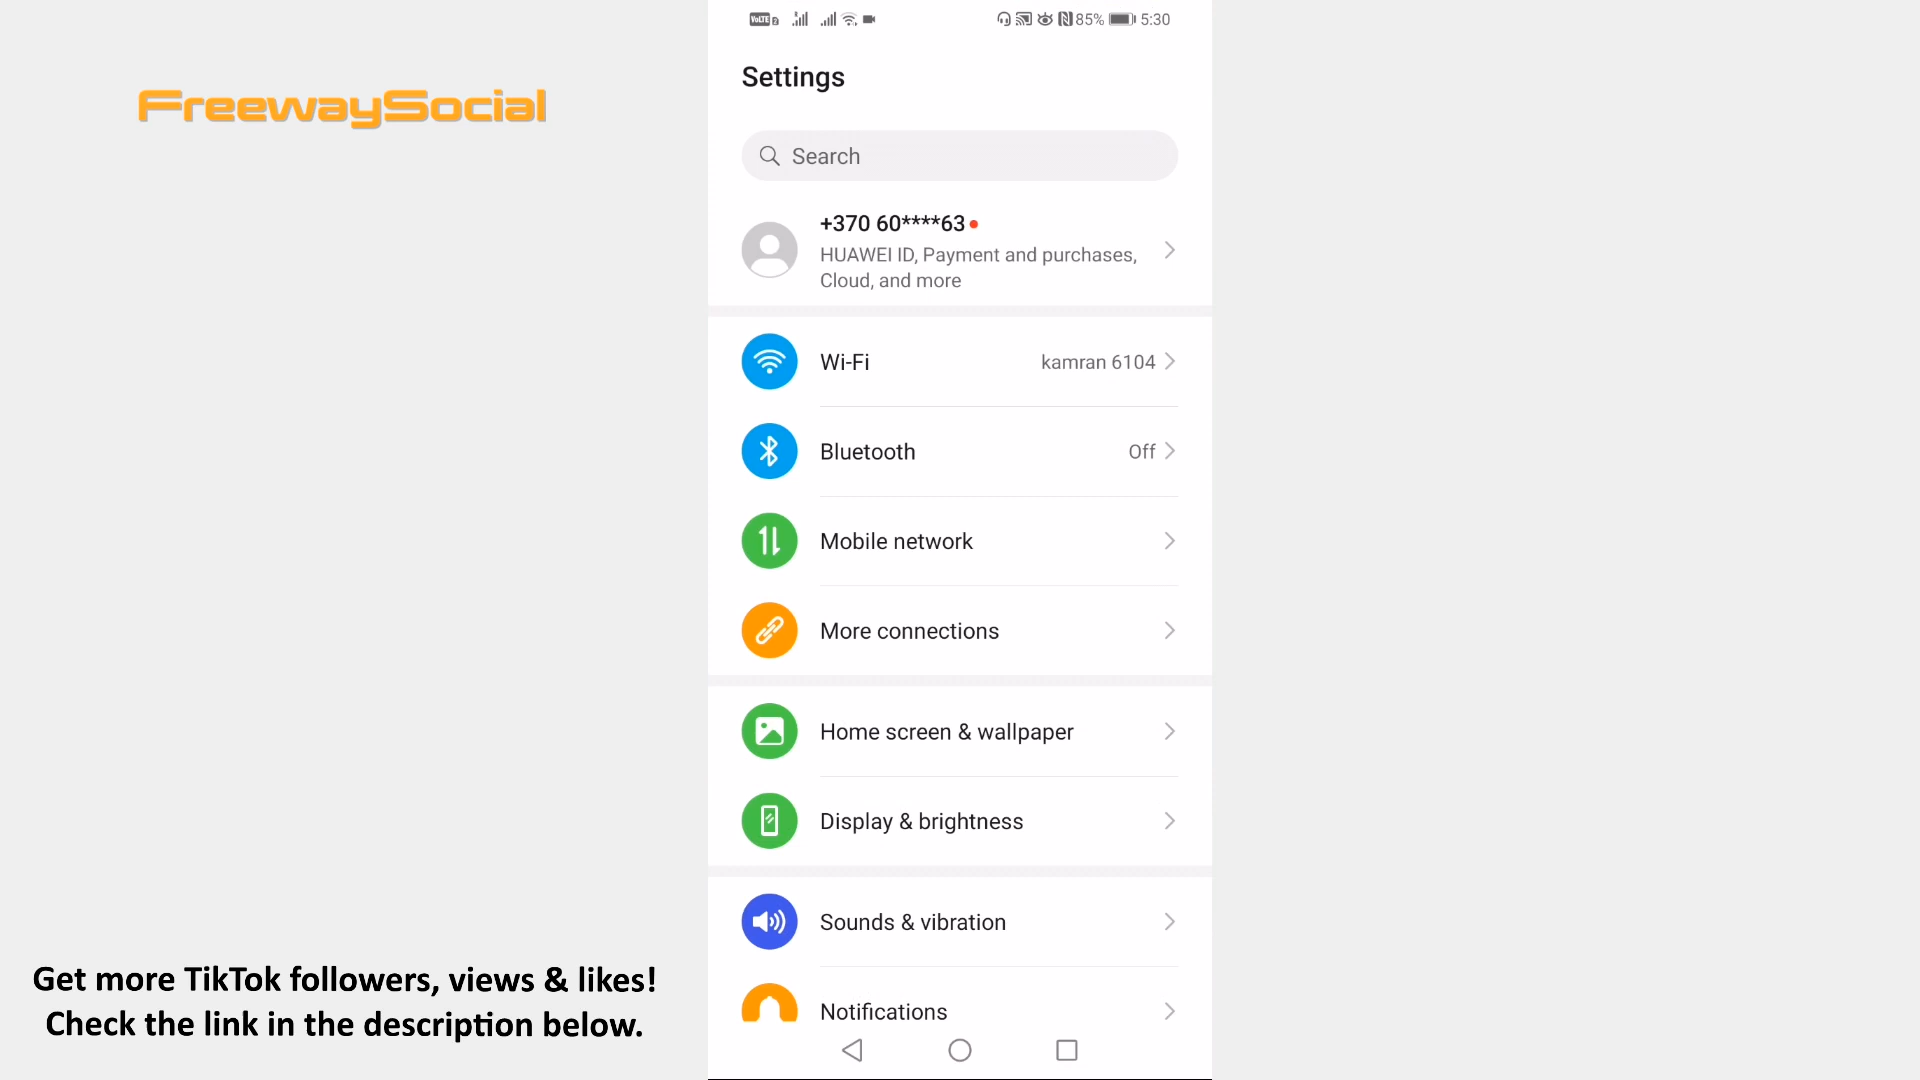 VoLTE 2
85% 5:30
Settings
FreewaySocial
Search
+370 60****63
HUAWEI ID, Payment and purchases,
Cloud, and more
Wi-Fi kamran 6104
Bluetooth Off
Mobile network
More connections
Home screen & wallpaper
Display & brightness
Sounds & vibration
Notifications
Get more TikTok followers, views & likes!
Check the link in the description below.